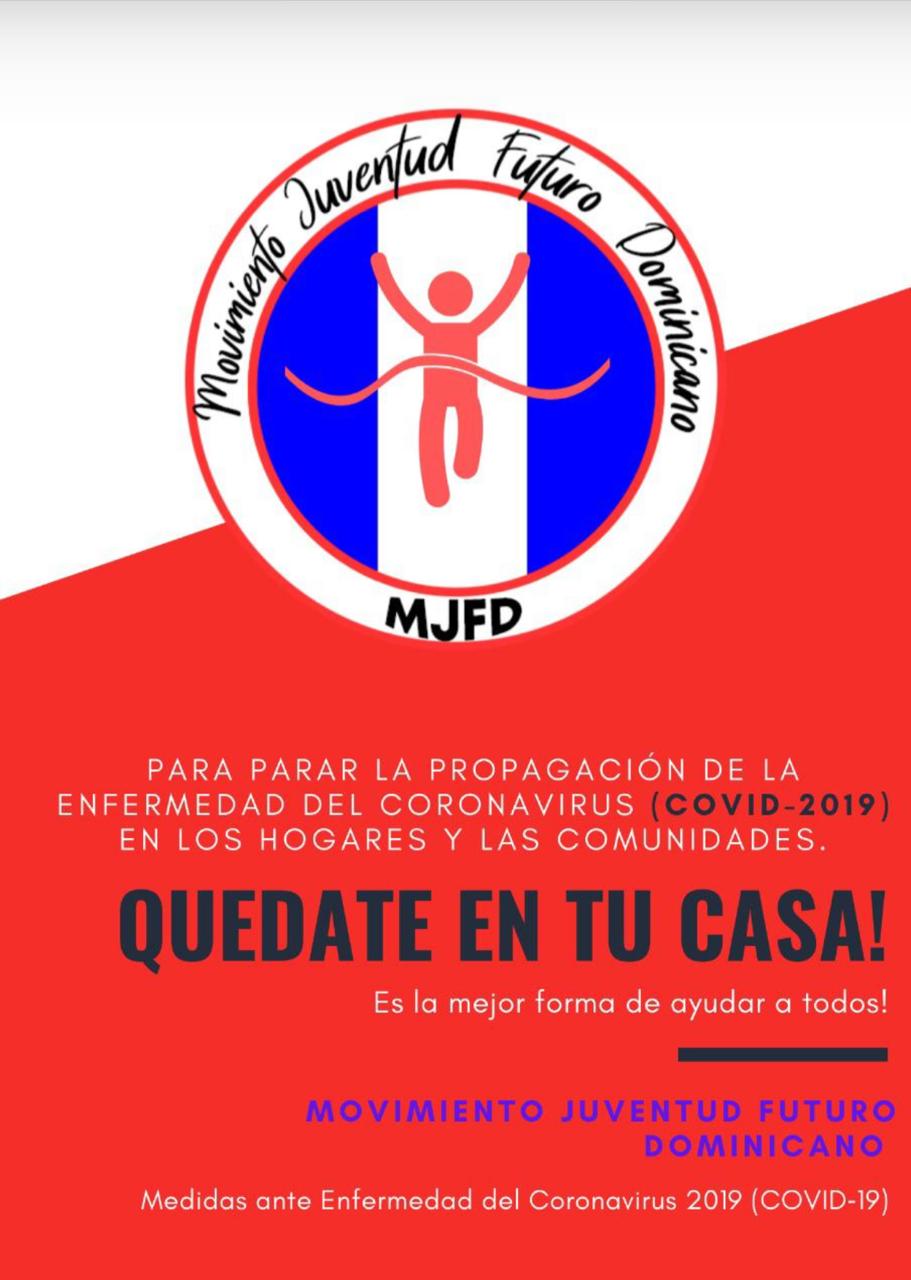 Movimiento Juventud Futuro Dominicano
MJFD
PARA PARAR LA PROPAGACIÓN DE LA
ENFERMEDAD DEL CORONAVIRUS (COVID-2019)
EN LOS HOGARES Y LAS COMUNIDADES.
QUEDATE EN TU CASA!
Es la mejor forma de ayudar a todos!
MOVIMIENTO JUVENTUD FUTURO
DOMINICANO
Medidas ante Enfermedad del Coronavirus 2019 (COVID-19)